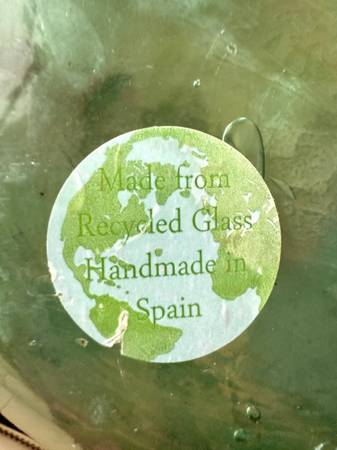 Made from
Recycled Glass
Handmade in
Spain